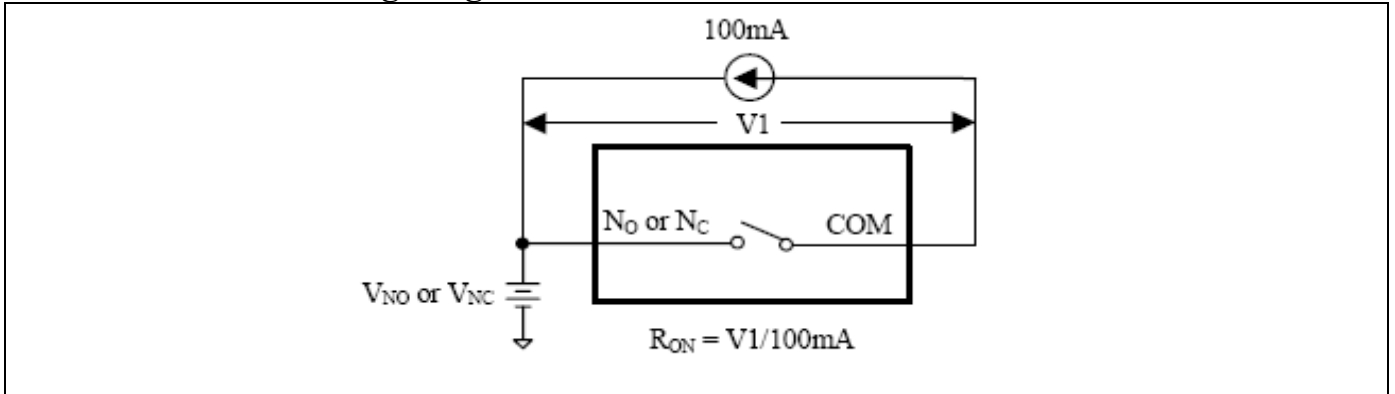 100mA
V1
NO or NC
COM
VNO or VNC
RON = V1/100mA